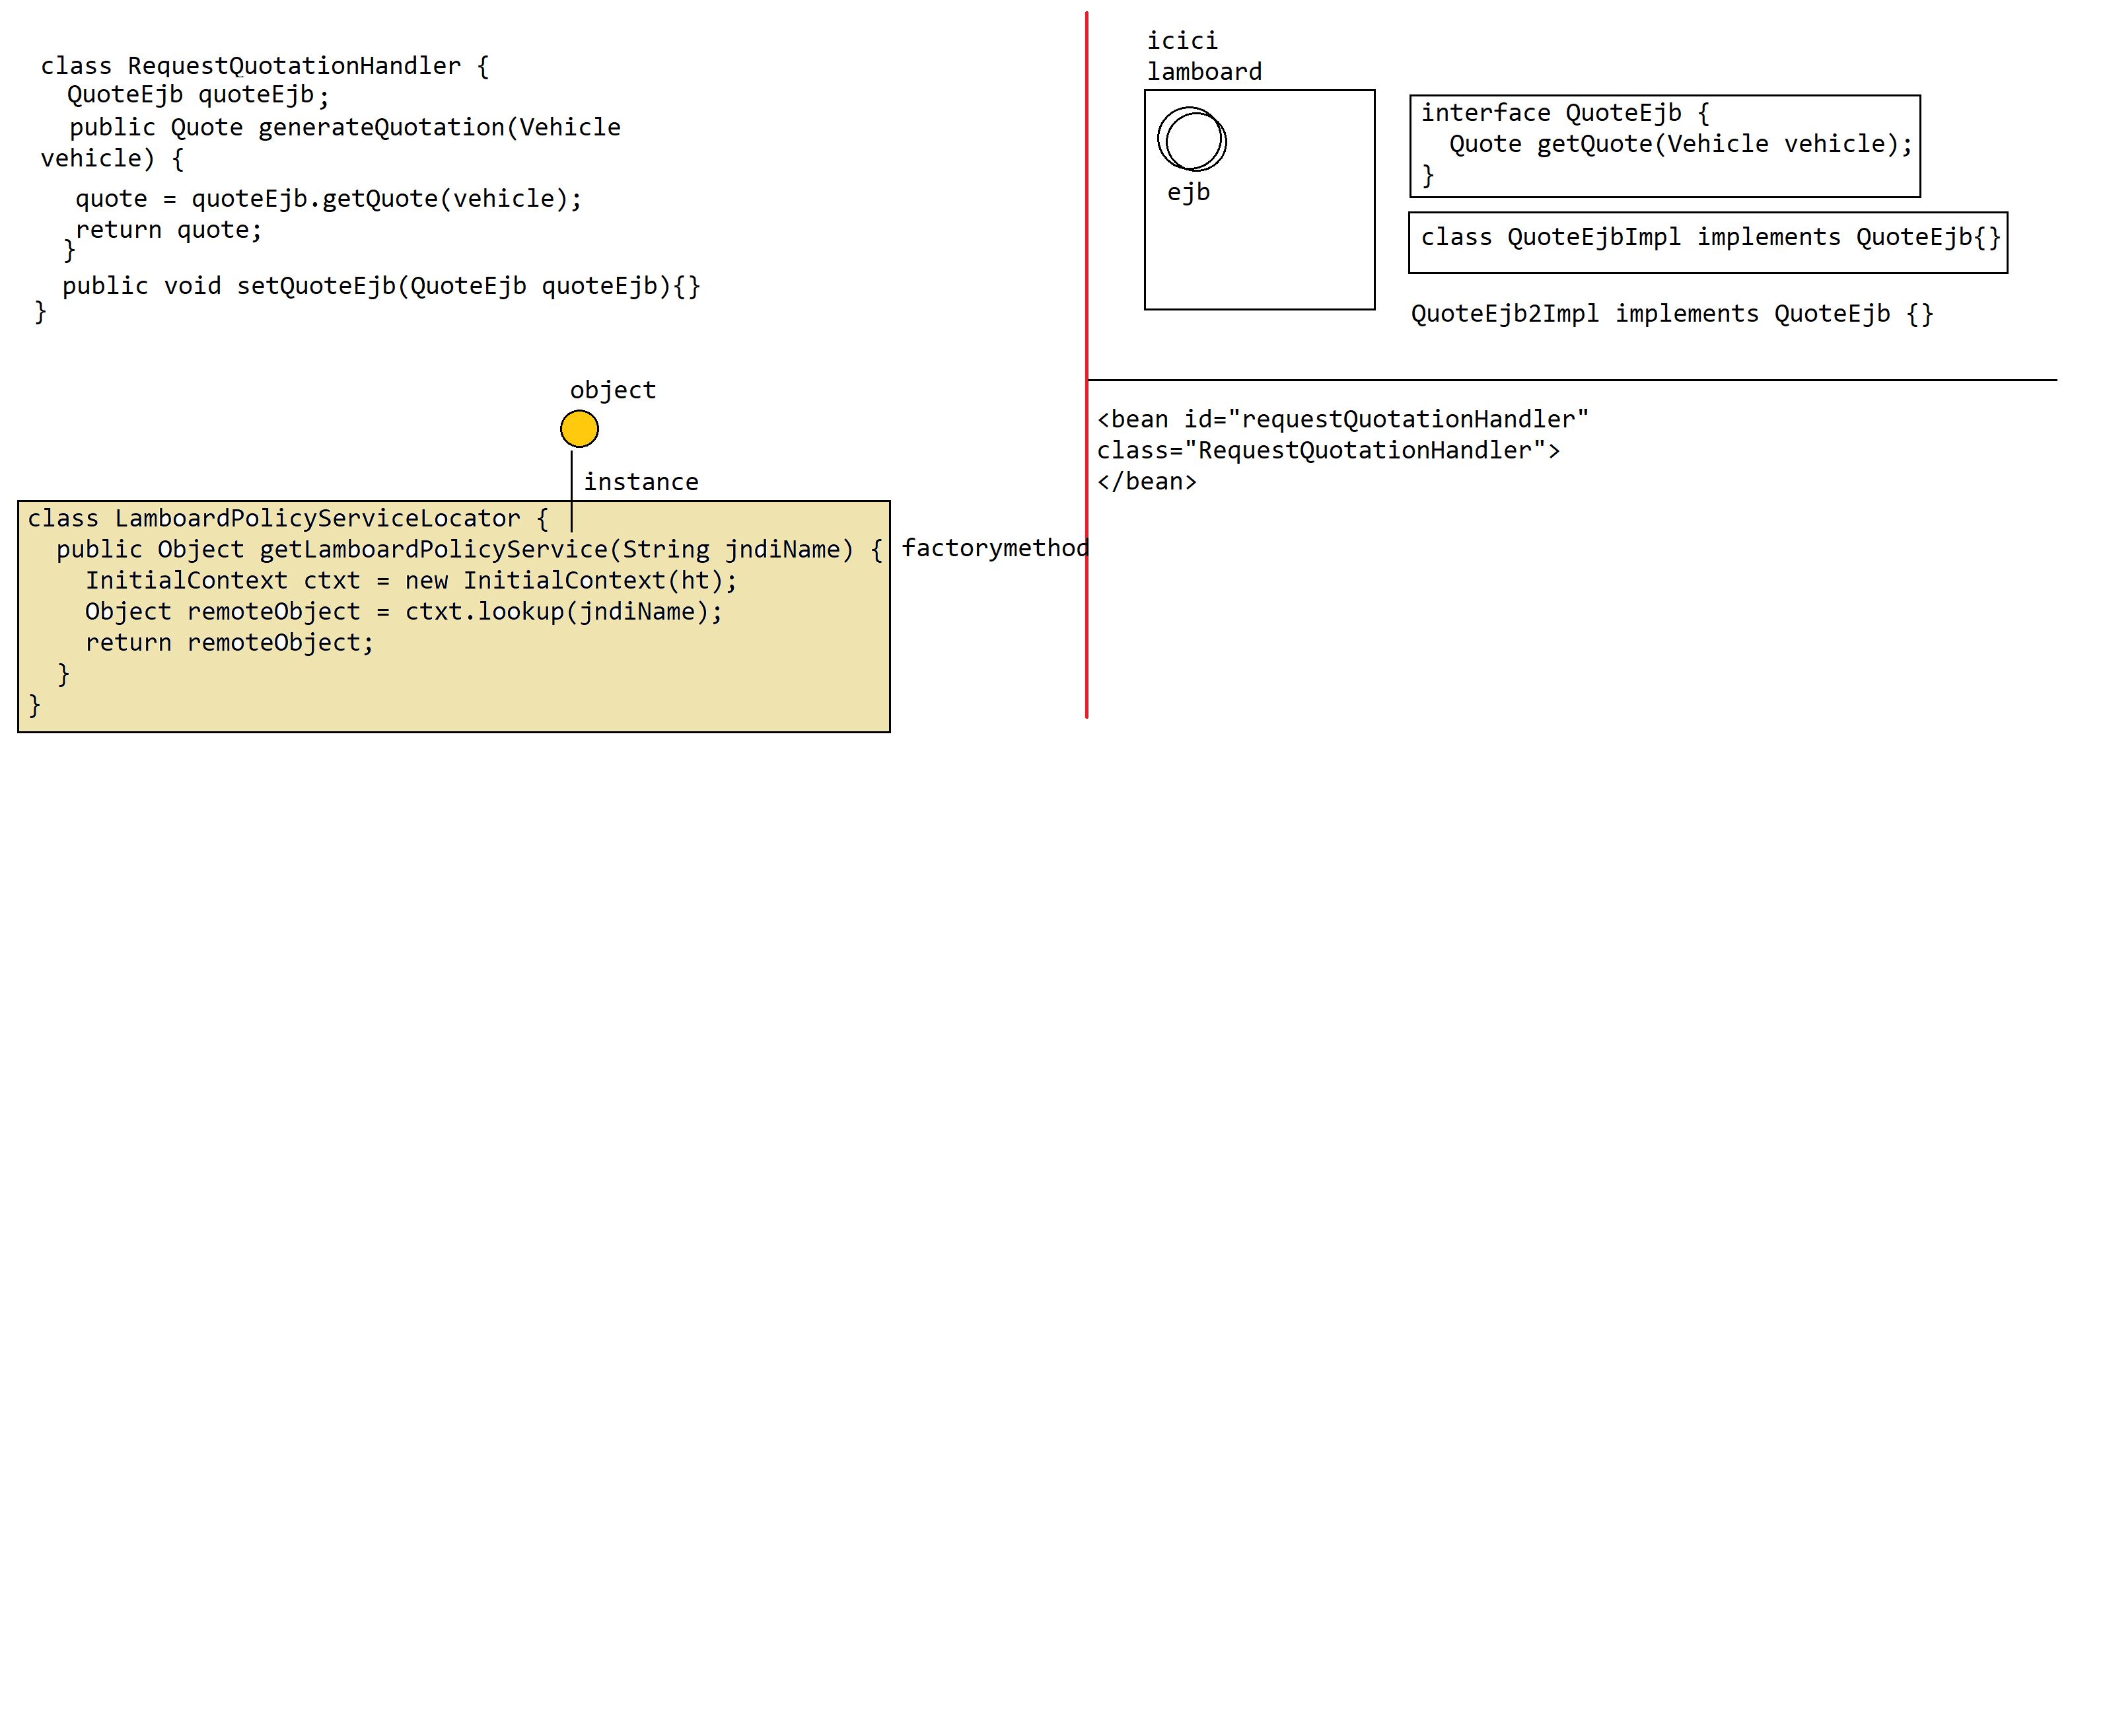 class RequestQuotationHandler {
QuoteEjb quoteEjb;
public Quote generateQuotation(Vehicle
vehicle) {
quote = quoteEjb.getQuote(vehicle);
return quote;
}
public void setQuoteEjb(QuoteEjb quoteEjb){}
}
object
instance
class LamboardPolicyServiceLocator {
public Object getLamboardPolicyService(String jndiName) {
factorymethod
InitialContext ctxt = new InitialContext(ht);
Object remoteObject = ctxt.lookup(jndiName);
return remoteObject;
}
}
icici
lamboard
ejb
interface QuoteEjb {
Quote getQuote(Vehicle vehicle);
}
class QuoteEjbImpl implements QuoteEjb{}
QuoteEjb2Impl implements QuoteEjb {}
<bean id="requestQuotationHandler"
class="RequestQuotationHandler">
</bean>